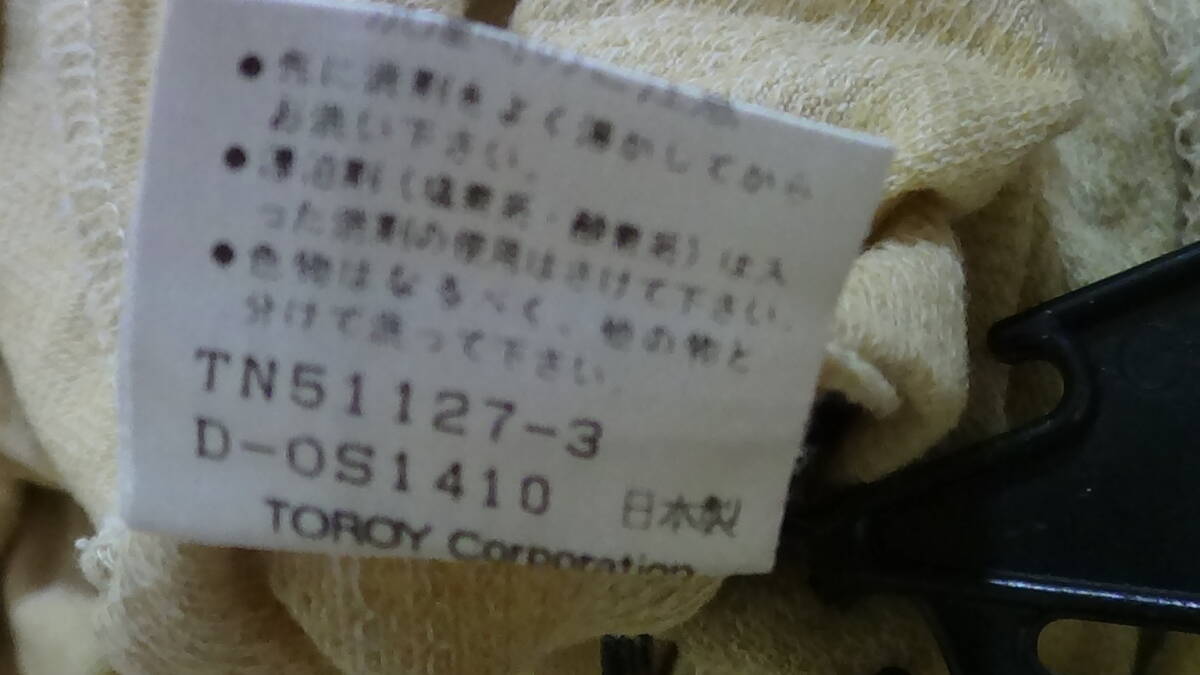 ●先に洗剤をよく溶かしてから
お洗い下さい。
●漂泊剤(塩素系・酵素系)は入
った洗剤の使用はさけて下さい。
●色物はなるべく、他の物と
分けて洗って下さい。
TN51127-3
D-OS1410 日本製
TOROY Corporation